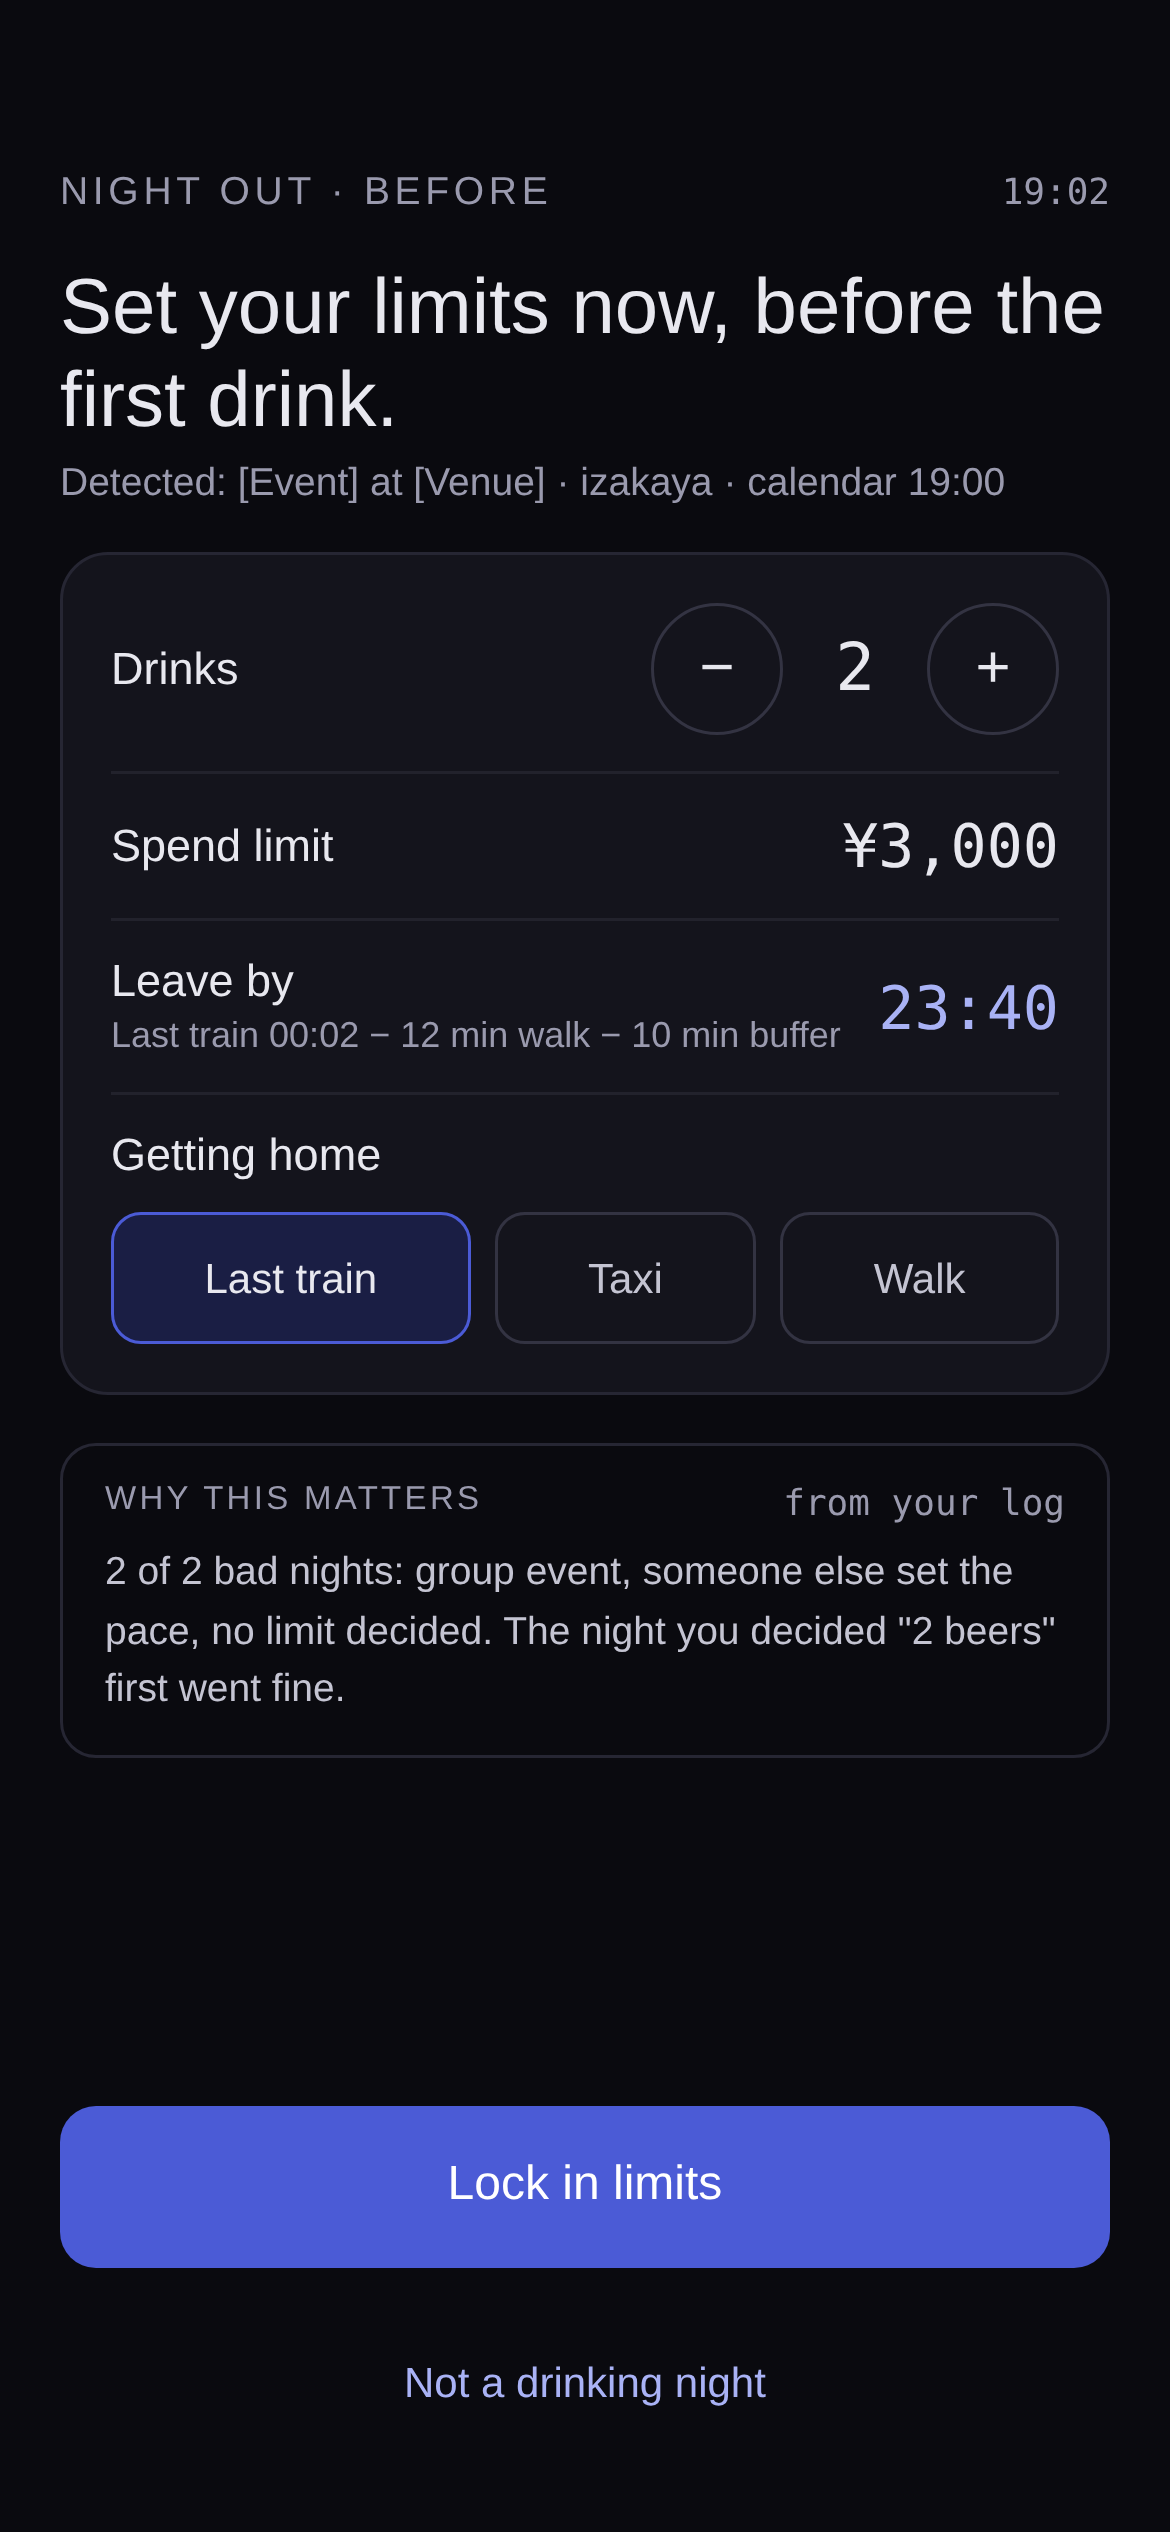 NIGHT OUT · BEFORE 19:02
Set your limits now, before the
first drink.
Detected: [Event] at [Venue] · izakaya · calendar 19:00
Drinks − 2 +
Spend limit ¥3,000
Leave by 23:40
Last train 00:02 − 12 min walk − 10 min buffer
Getting home
Last train Taxi Walk
WHY THIS MATTERS from your log
2 of 2 bad nights: group event, someone else set the
pace, no limit decided. The night you decided "2 beers"
first went fine.
Lock in limits
Not a drinking night